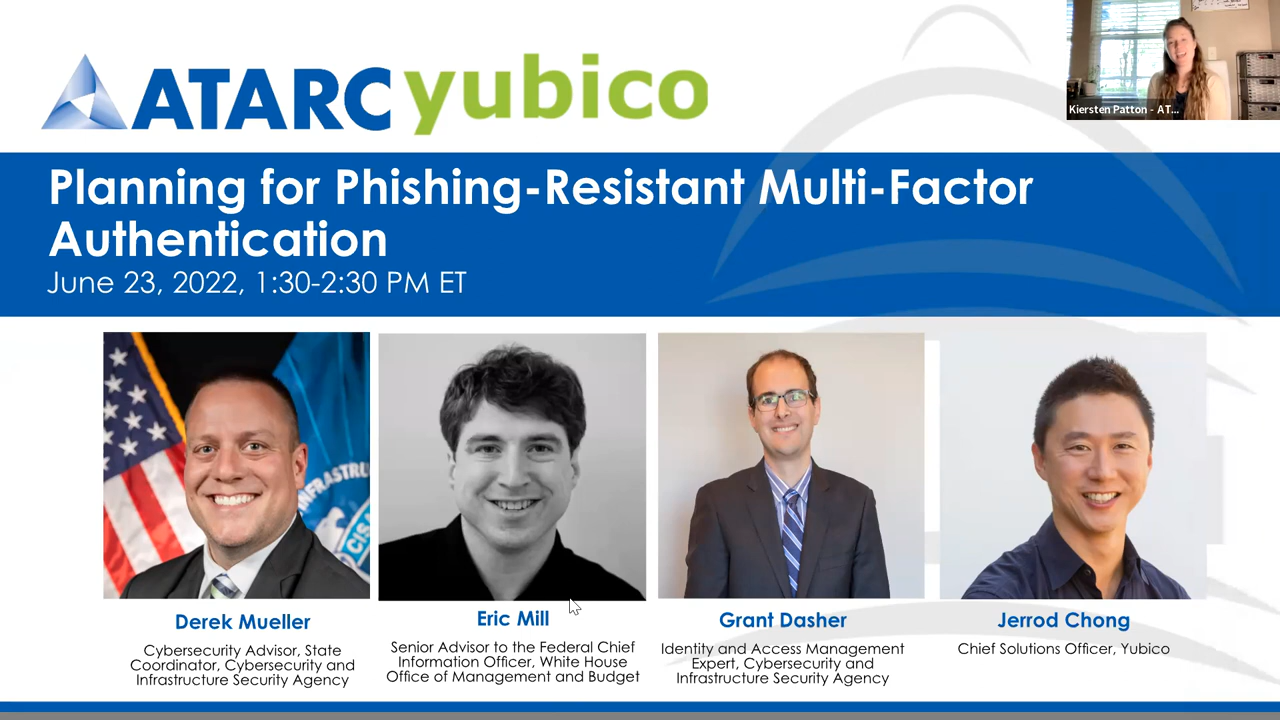 ATARC yubico
Kiersten Patton - AT...
Planning for Phishing-Resistant Multi-Factor
Authentication
June 23, 2022, 1:30-2:30 PM ET
INFRASTRU
CIS
Derek Mueller
Cybersecurity Advisor, State
Coordinator, Cybersecurity and
Infrastructure Security Agency
Eric Mill
Senior Advisor to the Federal Chief
Information Officer, White House
Office of Management and Budget
Grant Dasher
Identity and Access Management
Expert, Cybersecurity and
Infrastructure Security Agency
Jerrod Chong
Chief Solutions Officer, Yubico